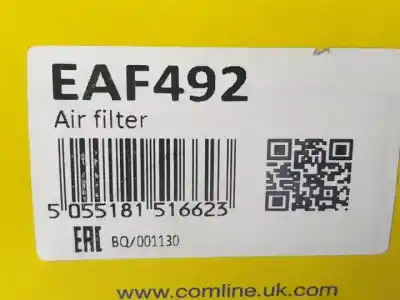 EAF492
Air filter
5 055181 516623
EAC BQ/001130
www.comline.uk.com